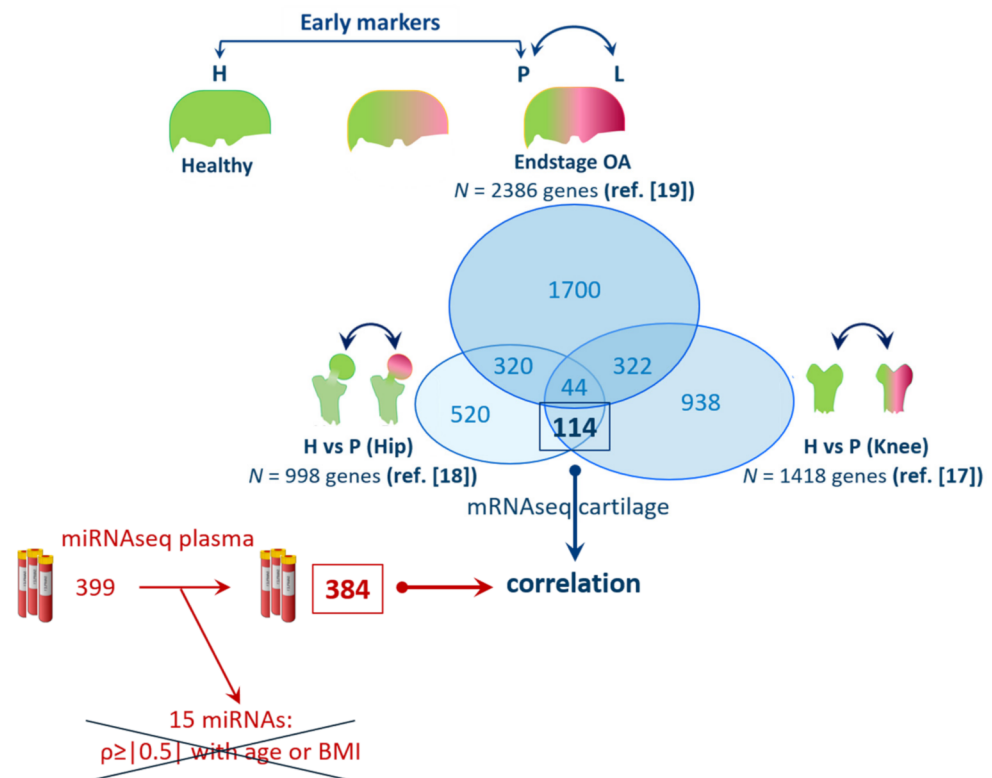 Early markers
H
P
L
Healthy
Endstage OA
N = 2386 genes (ref. [19])
1700
320
322
44
520
938
114
H vs P (Hip)
N = 998 genes (ref. [18])
H vs P (Knee)
N = 1418 genes (ref. [17])
mRNAseq cartilage
miRNAseq plasma
399
384
correlation
15 miRNAs:
ρ≥|0.5| with age or BMI